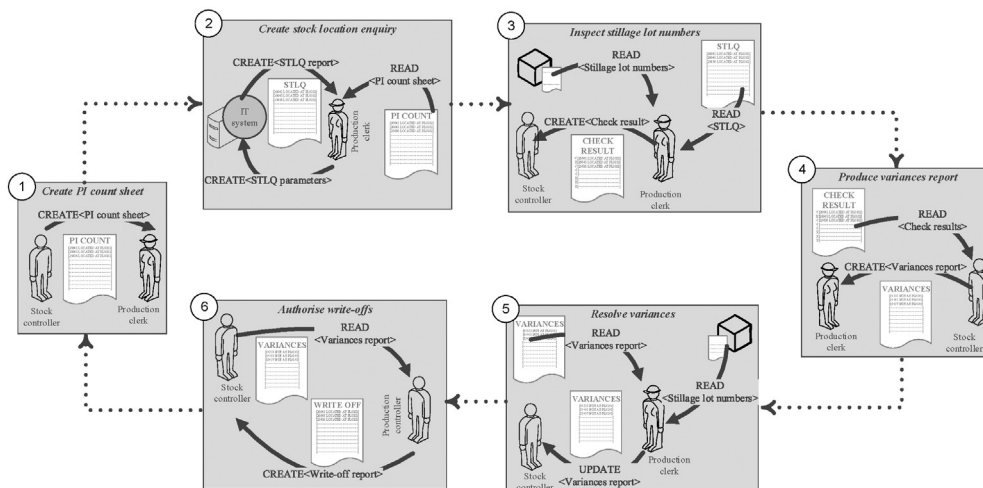 1
Create PI count sheet
CREATE<PI count sheet>
PI COUNT
Stock
controller
Production
clerk
2
Create stock location enquiry
CREATE<STLQ report>
READ
<PI count sheet>
STLQ
IT
system
Production
clerk
PI COUNT
CREATE<STLQ parameters>
3
Inspect stillage lot numbers
READ
<Stillage lot numbers>
STLQ
READ
<STLQ>
CREATE<Check result>
CHECK
RESULT
Stock
controller
Production
clerk
4
Produce variances report
CHECK
RESULT
READ
<Check results>
CREATE<Variances report>
VARIANCES
Production
clerk
Stock
controller
5
Resolve variances
VARIANCES
READ
<Variances report>
READ
<Stillage lot numbers>
VARIANCES
Production
clerk
UPDATE
<Variances report>
Stock
controller
6
Authorise write-offs
READ
<Variances report>
VARIANCES
Stock
controller
WRITE OFF
Production
controller
CREATE<Write-off report>